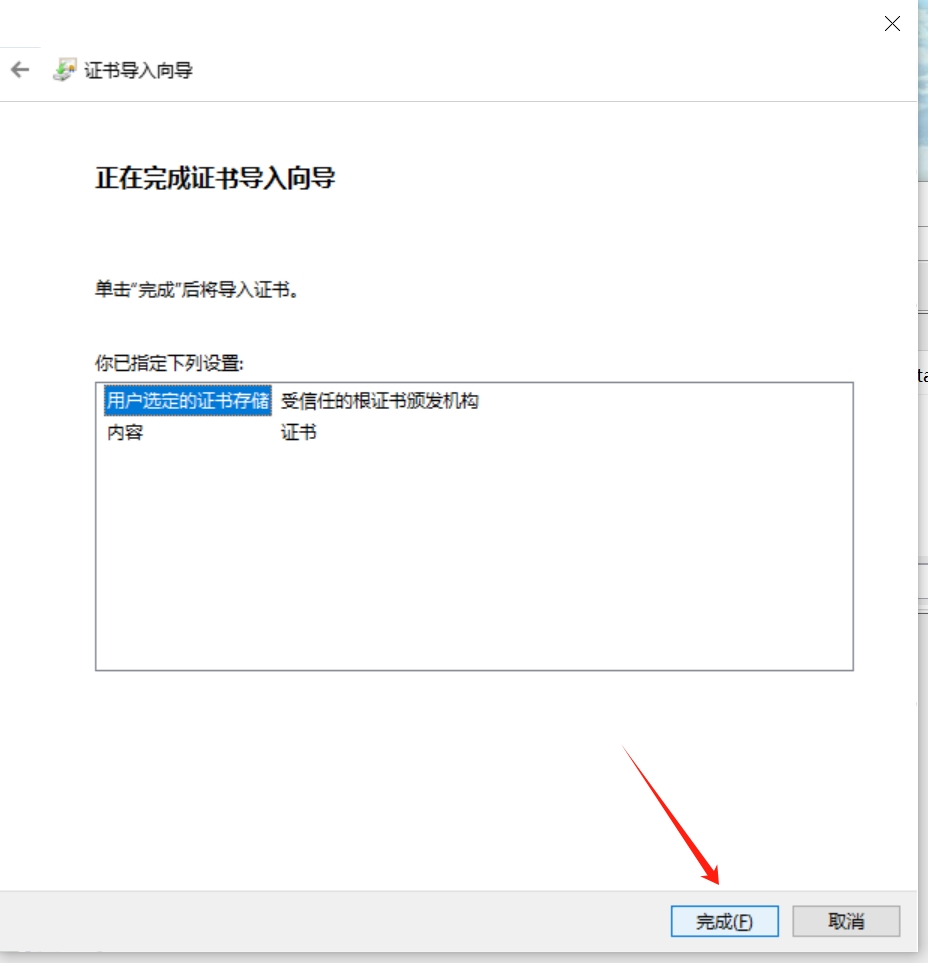 证书导入向导
正在完成证书导入向导
单击“完成”后将导入证书。
你已指定下列设置:
用户选定的证书存储 受信任的根证书颁发机构
内容 证书
ta
完成(F) 取消